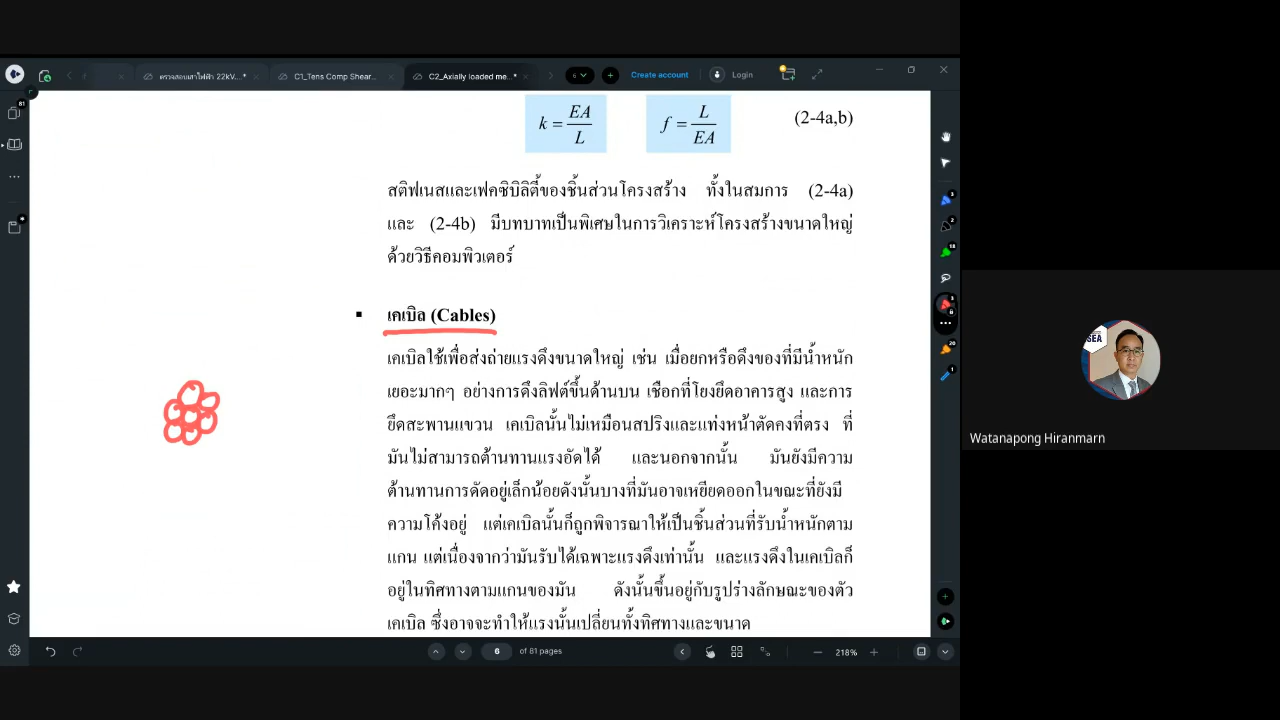 ตรวจสอบเสาไฟฟ้า 22kV...*
C1_Tens Comp Shear...
C2_Axially loaded me...*
6
Create account
Login
81
k = EA/L
f = L/EA
(2-4a,b)
สติฟเนสและเฟคซิบิลิตี้ของชิ้นส่วนโครงสร้าง ทั้งในสมการ (2-4a)
และ (2-4b) มีบทบาทเป็นพิเศษในการวิเคราะห์โครงสร้างขนาดใหญ่
ด้วยวิธีคอมพิวเตอร์
▪ เคเบิล (Cables)
เคเบิลใช้เพื่อส่งถ่ายแรงดึงขนาดใหญ่ เช่น เมื่อยกหรือดึงของที่มีน้ำหนัก
เยอะมากๆ อย่างการดึงลิฟต์ขึ้นด้านบน เชือกที่โยงยึดอาคารสูง และการ
ยึดสะพานแขวน เคเบิลนั้นไม่เหมือนสปริงและแท่งหน้าตัดคงที่ตรง ที่
มันไม่สามารถต้านทานแรงอัดได้ และนอกจากนั้น มันยังมีความ
ต้านทานการดัดอยู่เล็กน้อยดังนั้นบางที่มันอาจเหยียดออกในขณะที่ยังมี
ความโค้งอยู่ แต่เคเบิลนั้นก็ถูกพิจารณาให้เป็นชิ้นส่วนที่รับน้ำหนักตาม
แกน แต่เนื่องจากว่ามันรับได้เฉพาะแรงดึงเท่านั้น และแรงดึงในเคเบิลก็
อยู่ในทิศทางตามแกนของมัน ดังนั้นขึ้นอยู่กับรูปร่างลักษณะของตัว
เคเบิล ซึ่งอาจจะทำให้แรงนั้นเปลี่ยนทั้งทิศทางและขนาด
6 of 81 pages
218%
SEA
Watanapong Hiranmarn